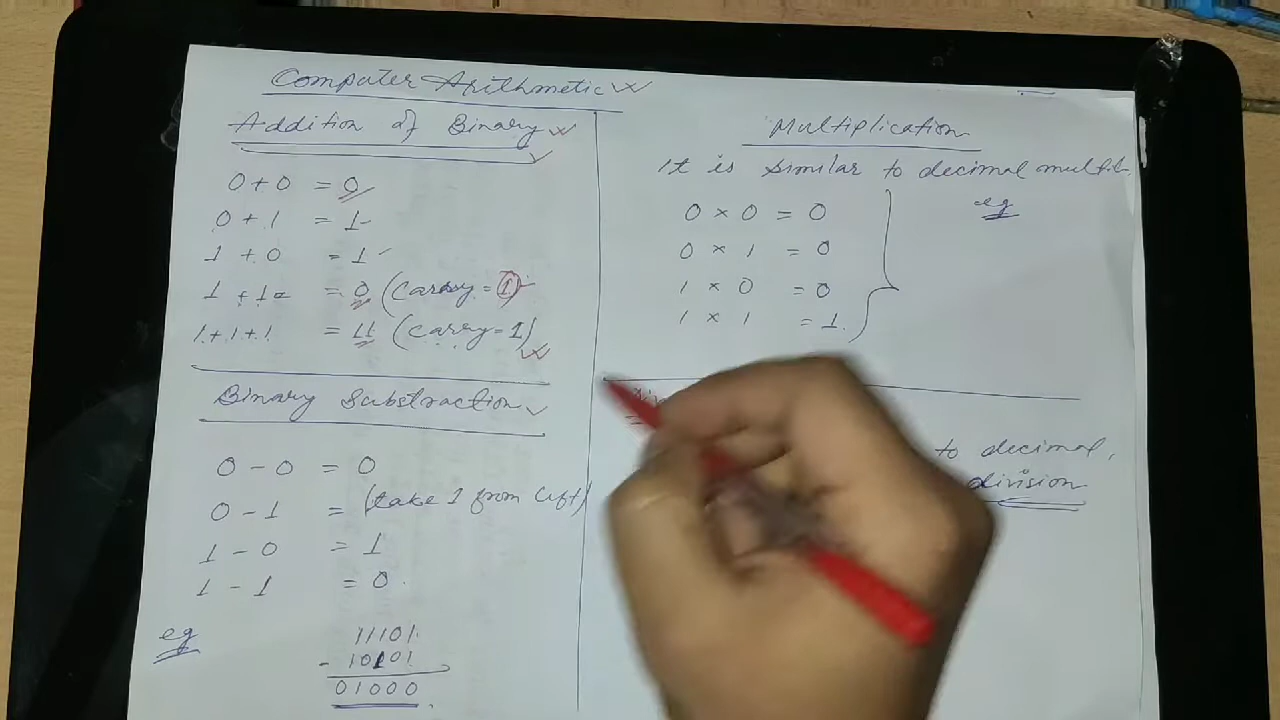 Computer Arithmetic
Addition of Binary
0 + 0 = 0
0 + 1 = 1
1 + 0 = 1
1 + 1 = = 0 (Carry = 1)
1 + 1 + 1 = 11 (Carry = 1)
Binary Substraction
0 - 0 = 0
0 - 1 = (take 1 from left)
1 - 0 = 1
1 - 1 = 0
eg
11101
- 10101
01000
Multiplication
It is similar to decimal
eg
0 × 0 = 0
0 × 1 = 0
1 × 0 = 0
1 × 1 = 1
to decimal,
division